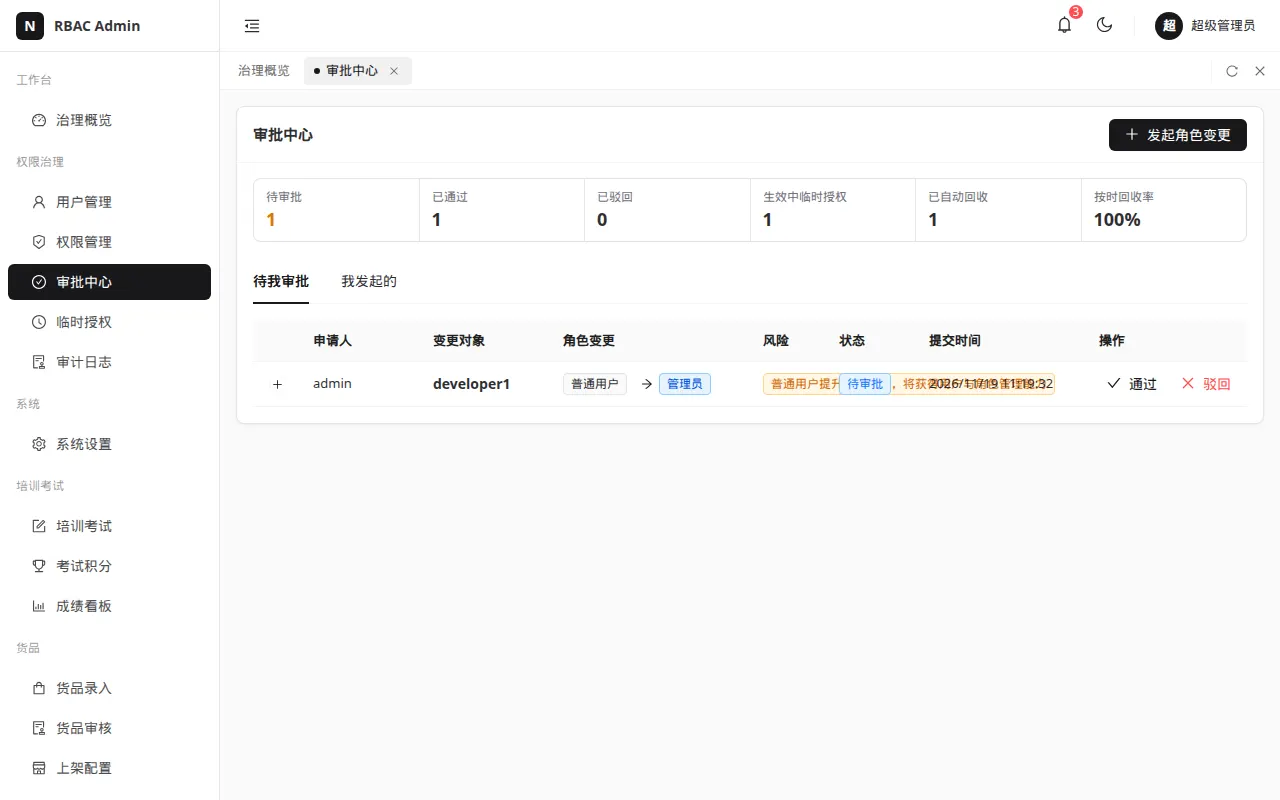 N RBAC Admin
3
超 超级管理员
治理概览
审批中心
工作台
治理概览
权限治理
用户管理
权限管理
审批中心
临时授权
审计日志
系统
系统设置
培训考试
培训考试
考试积分
成绩看板
货品
货品录入
货品审核
上架配置
审批中心
发起角色变更
待审批 已通过 已驳回 生效中临时授权 已自动回收 按时回收率
1 1 0 1 1 100%
待我审批 我发起的
申请人 变更对象 角色变更 风险 状态 提交时间 操作
admin developer1 普通用户 → 管理员 普通用户提升 待审批 ，将获 通过 驳回